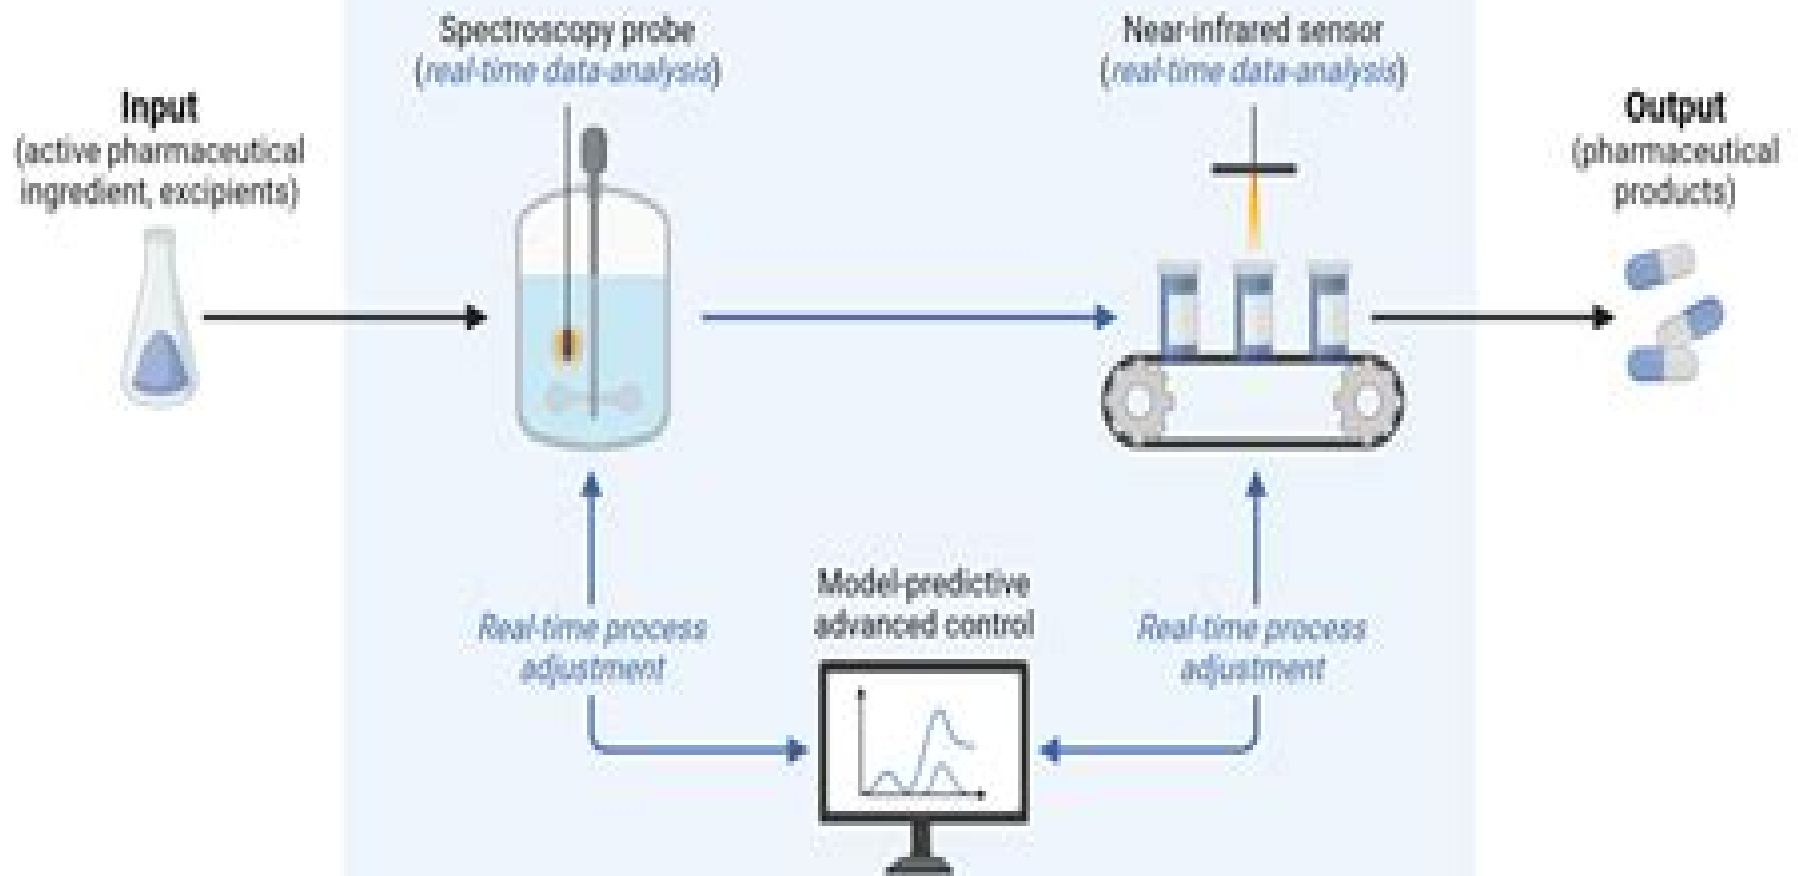 Spectroscopy probe
(real-time data-analysis)
Near-infrared sensor
(real-time data-analysis)
Input
(active pharmaceutical
ingredient, excipients)
Output
(pharmaceutical
products)
Model-predictive
advanced control
Real-time process
adjustment
Real-time process
adjustment